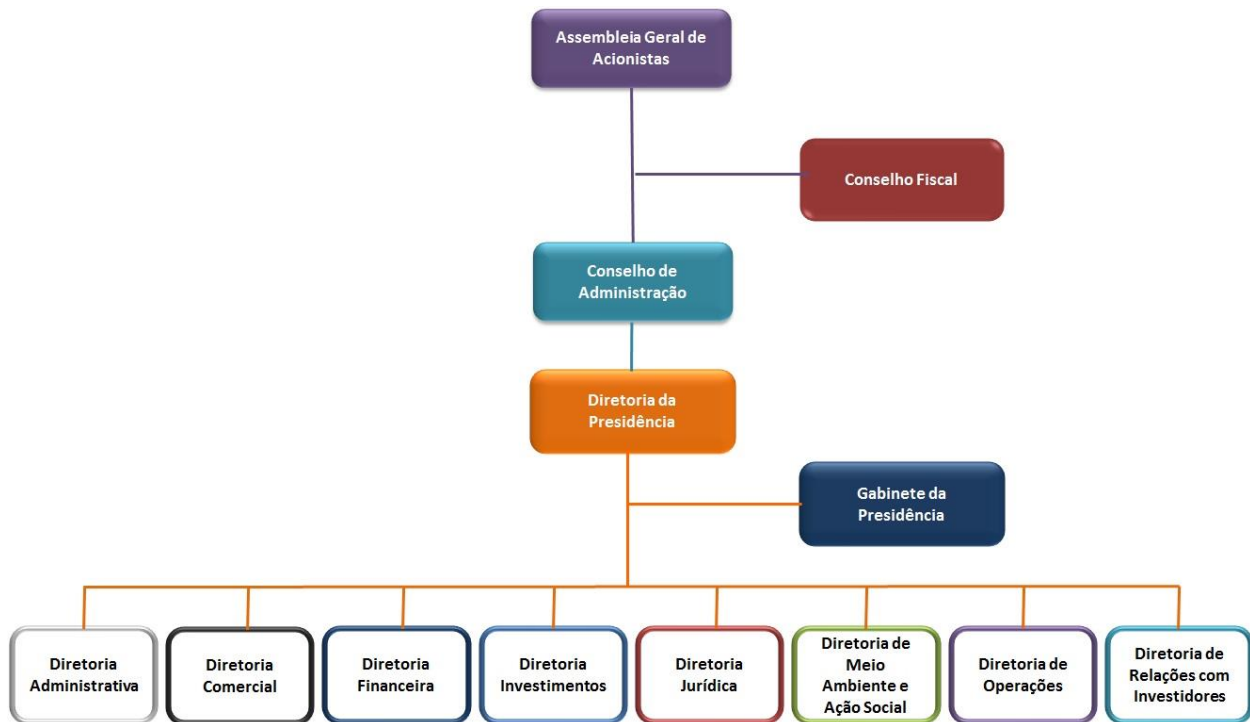 Assembleia Geral de
Acionistas
Conselho Fiscal
Conselho de
Administração
Diretoria da
Presidência
Gabinete da
Presidência
Diretoria
Administrativa
Diretoria
Comercial
Diretoria
Financeira
Diretoria
Investimentos
Diretoria
Jurídica
Diretoria de
Meio
Ambiente e
Ação Social
Diretoria de
Operações
Diretoria de
Relações com
Investidores